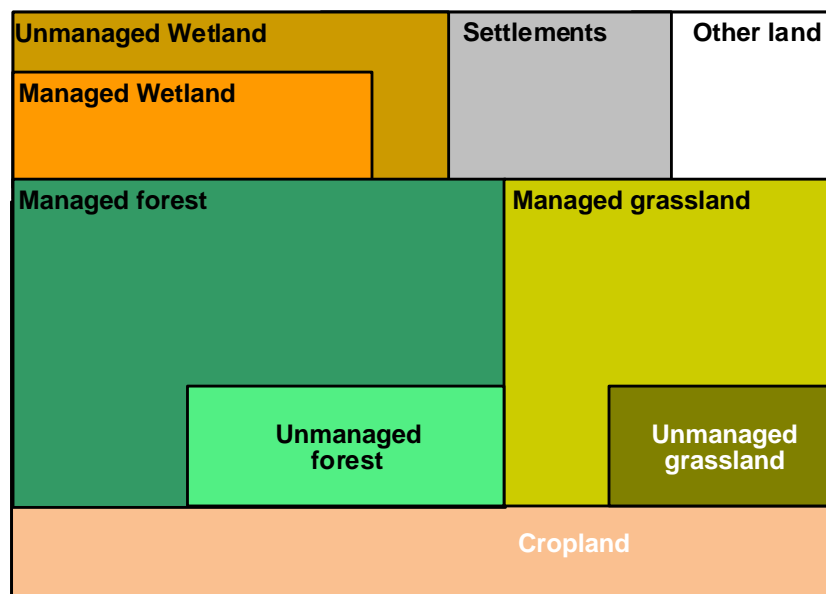 Unmanaged Wetland
Settlements
Other land
Managed Wetland
Managed forest
Managed grassland
Unmanaged
forest
Unmanaged
grassland
Cropland